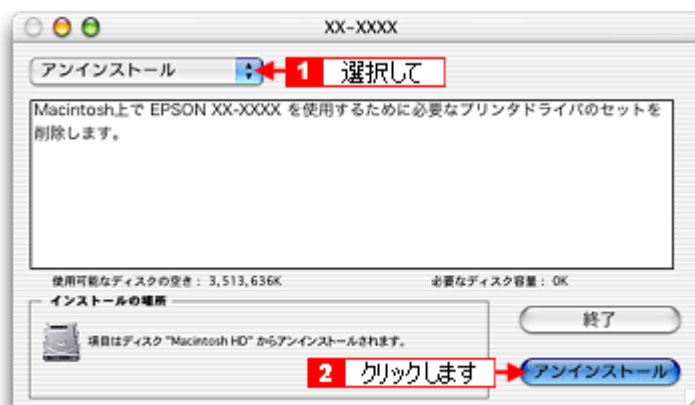 XX-XXXX
アンインストール
1 選択して
Macintosh上で EPSON XX-XXXX を使用するために必要なプリンタドライバのセットを
削除します。
使用可能なディスクの空き： 3,513,636K
必要なディスク容量： 0K
インストールの場所
項目はディスク "Macintosh HD" からアンインストールされます。
終了
2 クリックします
アンインストール